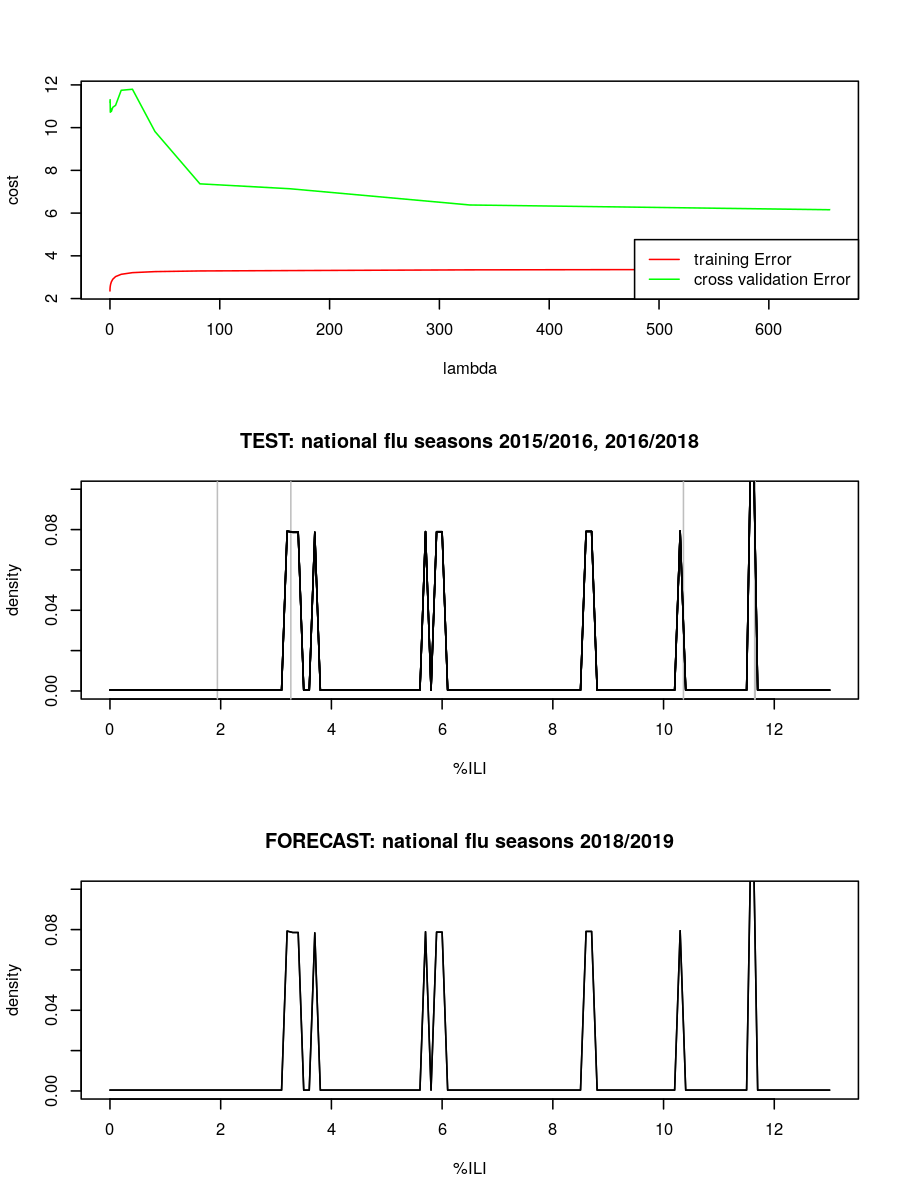 cost
2 4 6 8 10 12
training Error
cross validation Error
0 100 200 300 400 500 600
lambda
TEST: national flu seasons 2015/2016, 2016/2018
density
0.00 0.04 0.08
0 2 4 6 8 10 12
%ILI
FORECAST: national flu seasons 2018/2019
density
0.00 0.04 0.08
0 2 4 6 8 10 12
%ILI